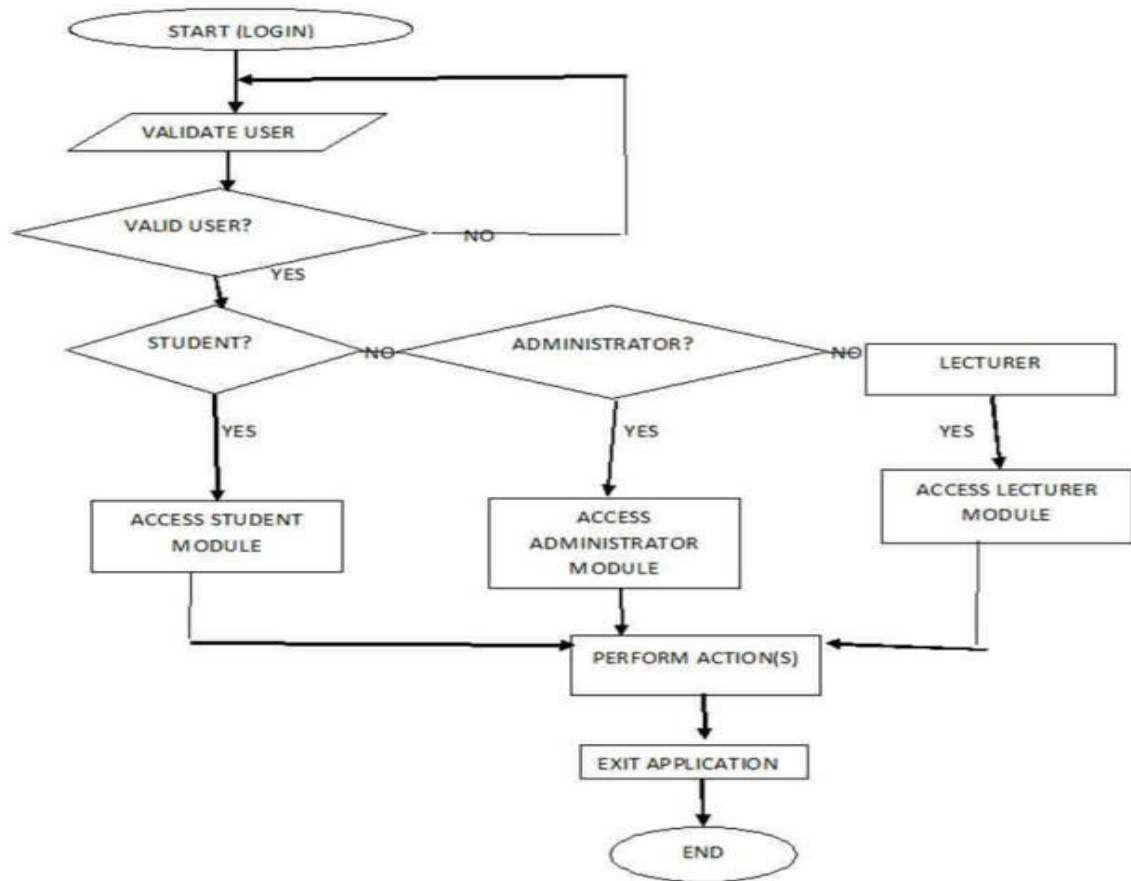 START (LOGIN)
VALIDATE USER
VALID USER?
NO
YES
STUDENT?
NO
ADMINISTRATOR?
NO
LECTURER
YES
YES
YES
ACCESS STUDENT
MODULE
ACCESS
ADMINISTRATOR
MODULE
ACCESS LECTURER
MODULE
PERFORM ACTION(S)
EXIT APPLICATION
END